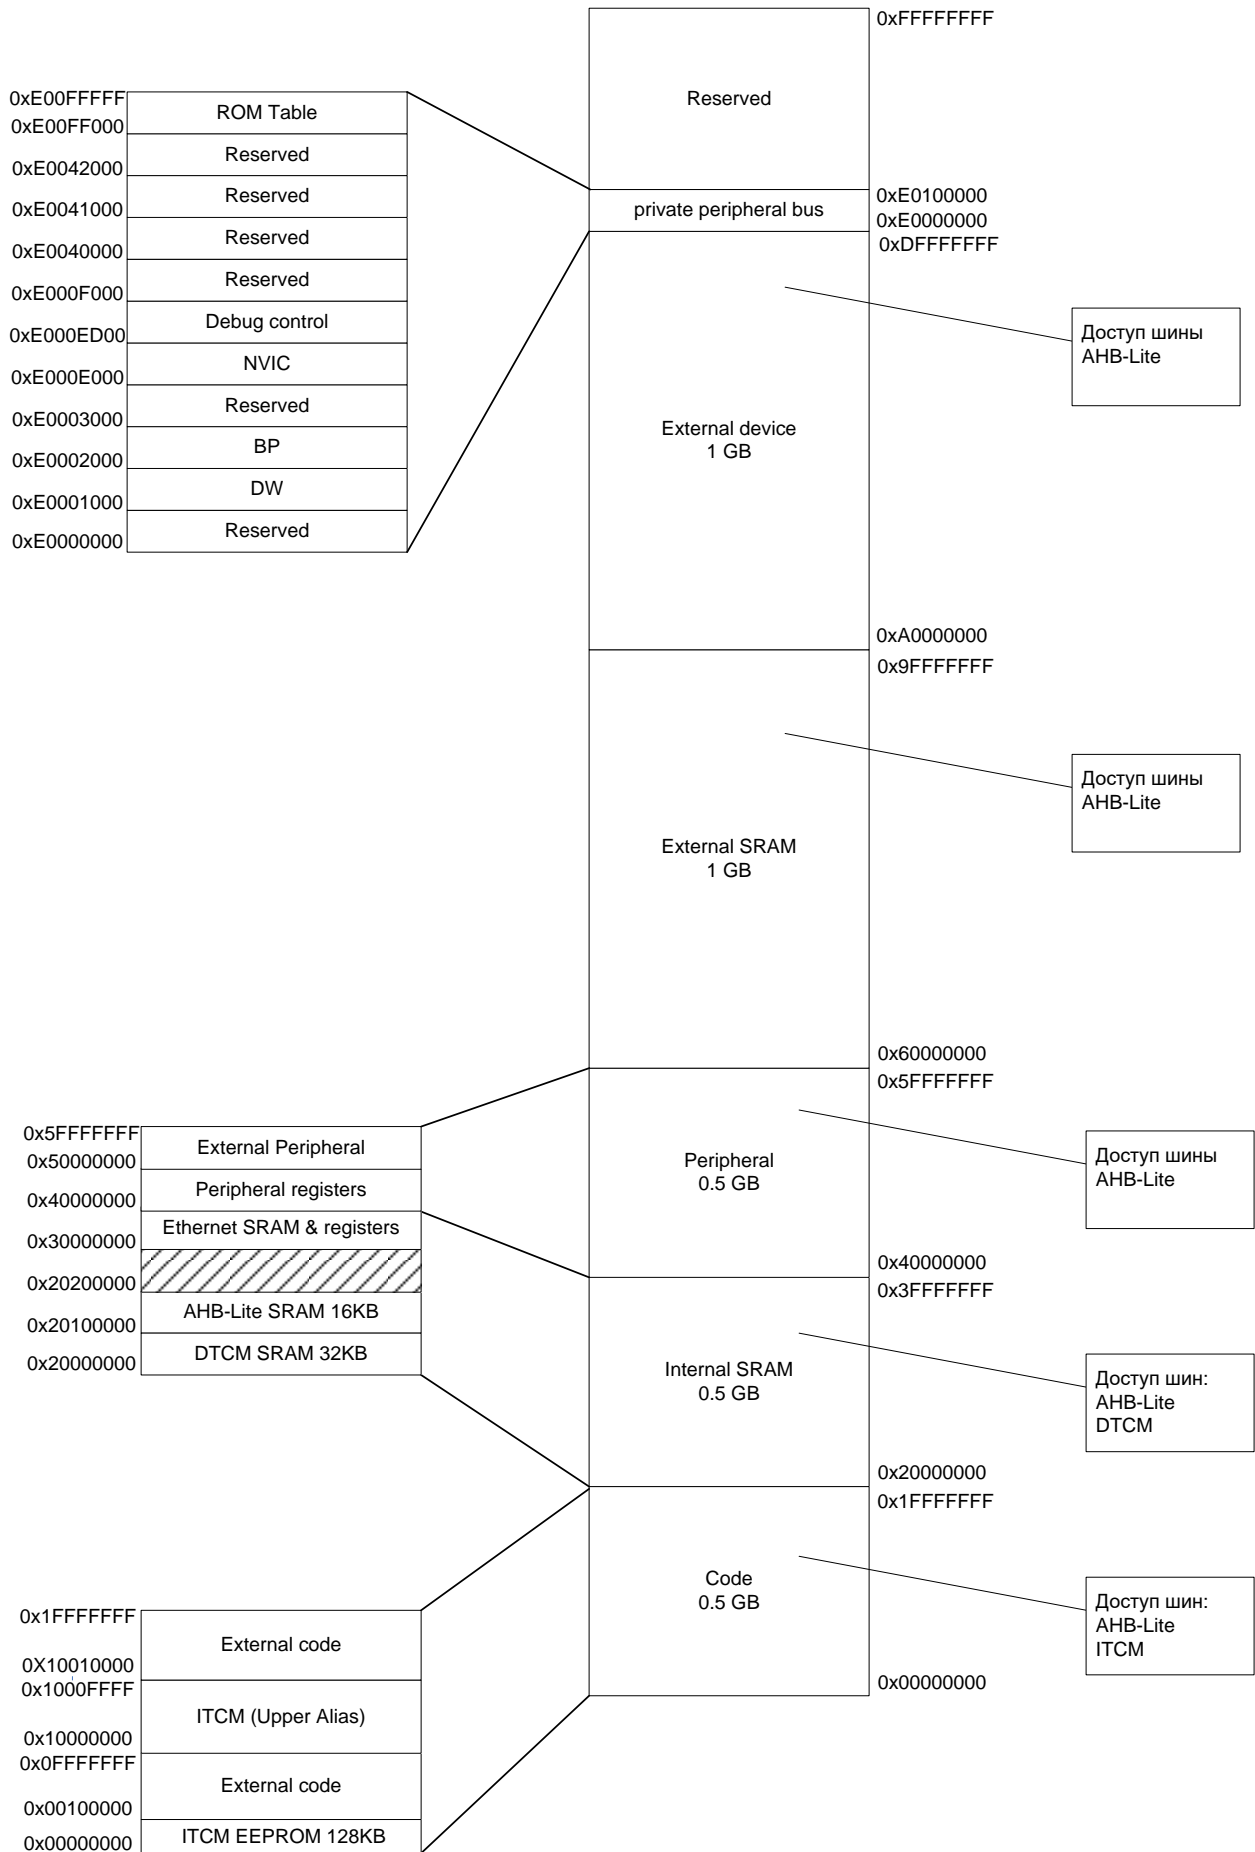 0xFFFFFFFF
Reserved
0xE0100000
private peripheral bus
0xE0000000
0xDFFFFFFF
External device
1 GB
Доступ шины
AHB-Lite
0xA0000000
0x9FFFFFFF
External SRAM
1 GB
Доступ шины
AHB-Lite
0x60000000
0x5FFFFFFF
Peripheral
0.5 GB
Доступ шины
AHB-Lite
0x40000000
0x3FFFFFFF
Internal SRAM
0.5 GB
Доступ шин:
AHB-Lite
DTCM
0x20000000
0x1FFFFFFF
Code
0.5 GB
Доступ шин:
AHB-Lite
ITCM
0x00000000
0xE00FFFFF
ROM Table
0xE00FF000
Reserved
0xE0042000
Reserved
0xE0041000
Reserved
0xE0040000
Reserved
0xE000F000
Debug control
0xE000ED00
NVIC
0xE000E000
Reserved
0xE0003000
BP
0xE0002000
DW
0xE0001000
Reserved
0xE0000000
0x5FFFFFFF
External Peripheral
0x50000000
Peripheral registers
0x40000000
Ethernet SRAM & registers
0x30000000
0x20200000
AHB-Lite SRAM 16KB
0x20100000
DTCM SRAM 32KB
0x20000000
0x1FFFFFFF
External code
0X10010000
0x1000FFFF
ITCM (Upper Alias)
0x10000000
0x0FFFFFFF
External code
0x00100000
ITCM EEPROM 128KB
0x00000000